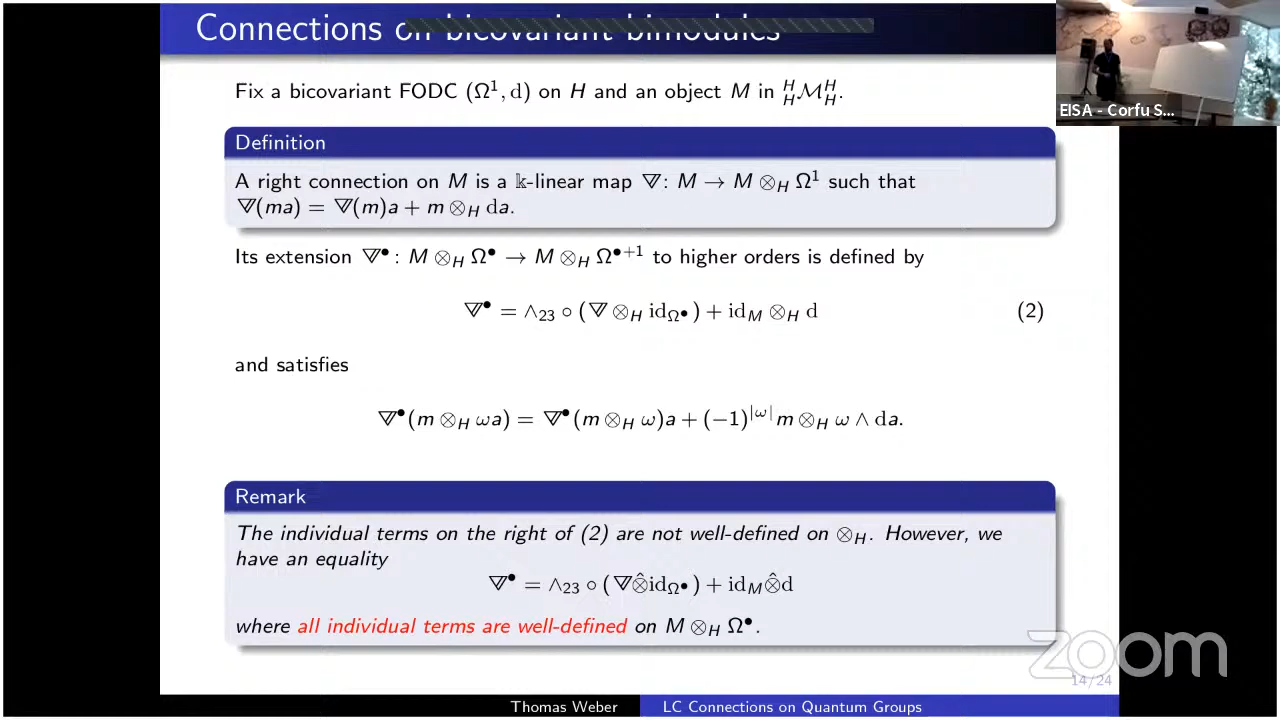 Connections on bicovariant bimodules
EISA - Corfu S...
Fix a bicovariant FODC (Ω¹, d) on H and an object M in ᴴ_Hℳᴴ_H.
Definition
A right connection on M is a 𝕜-linear map ⩔: M → M ⊗_H Ω¹ such that
⩔(ma) = ⩔(m)a + m ⊗_H da.
Its extension ⩔^•: M ⊗_H Ω^• → M ⊗_H Ω^{•+1} to higher orders is defined by
⩔^• = ∧₂₃ ∘ (⩔ ⊗_H id_{Ω^•}) + id_M ⊗_H d (2)
and satisfies
⩔^•(m ⊗_H ωa) = ⩔^•(m ⊗_H ω)a + (−1)^{|ω|} m ⊗_H ω ∧ da.
Remark
The individual terms on the right of (2) are not well-defined on ⊗_H. However, we
have an equality
⩔^• = ∧₂₃ ∘ (⩔⊗̂id_{Ω^•}) + id_M⊗̂d
where all individual terms are well-defined on M ⊗_H Ω^•.
zoom
14/24
Thomas Weber LC Connections on Quantum Groups